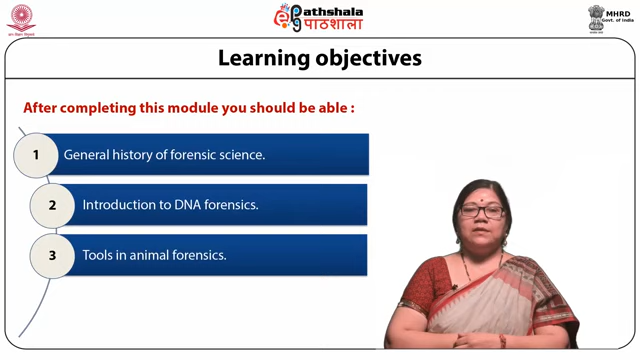 ePathshala
पाठशाला
MHRD
Govt. of India
Learning objectives
After completing this module you should be able :
1 General history of forensic science.
2 Introduction to DNA forensics.
3 Tools in animal forensics.